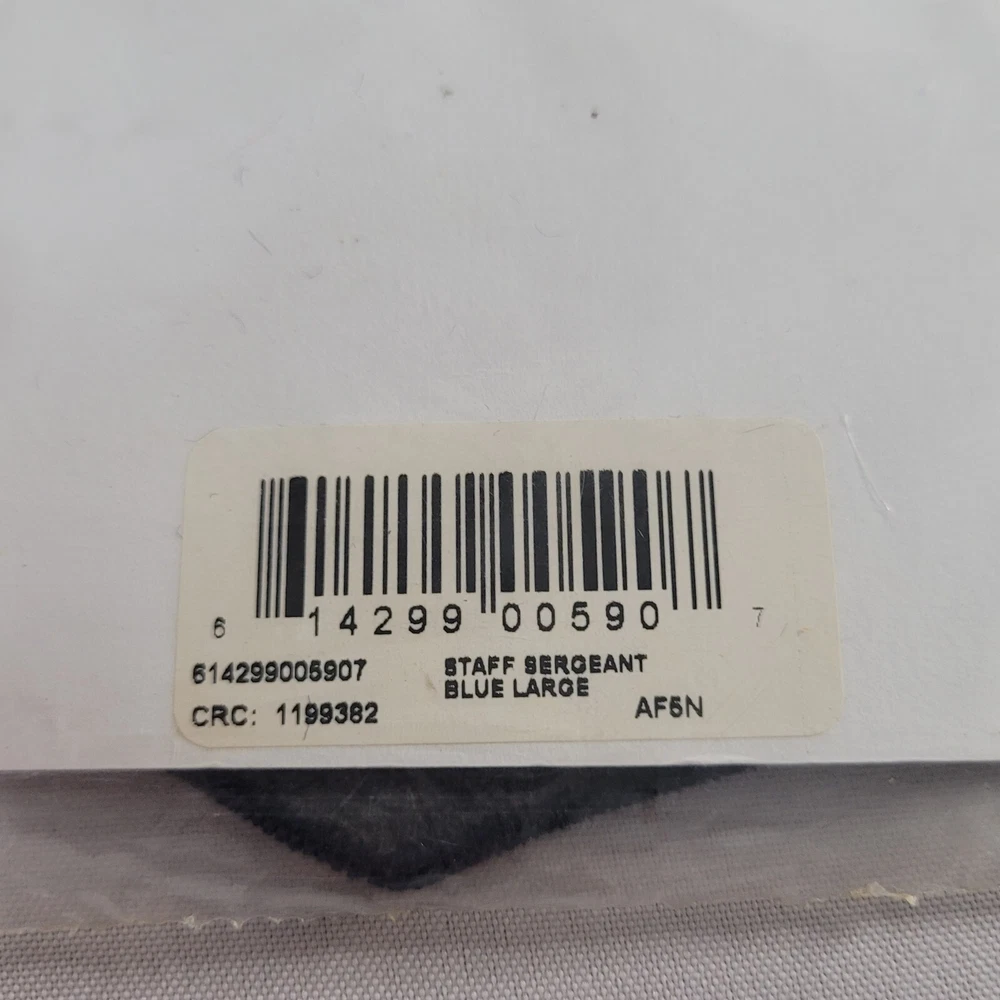 6 14299 00590 7
614299005907
STAFF SERGEANT
BLUE LARGE
CRC: 1199382
AF5N